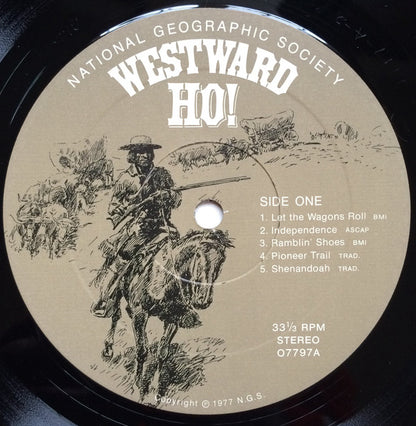 NATIONAL GEOGRAPHIC SOCIETY
WESTWARD
HO!
SIDE ONE
1. Let the Wagons Roll BMI
2. Independence ASCAP
3. Ramblin' Shoes BMI
4. Pioneer Trail TRAD.
5. Shenandoah TRAD.
33⅓ RPM
STEREO
07797A
Copyright © 1977 N.G.S.